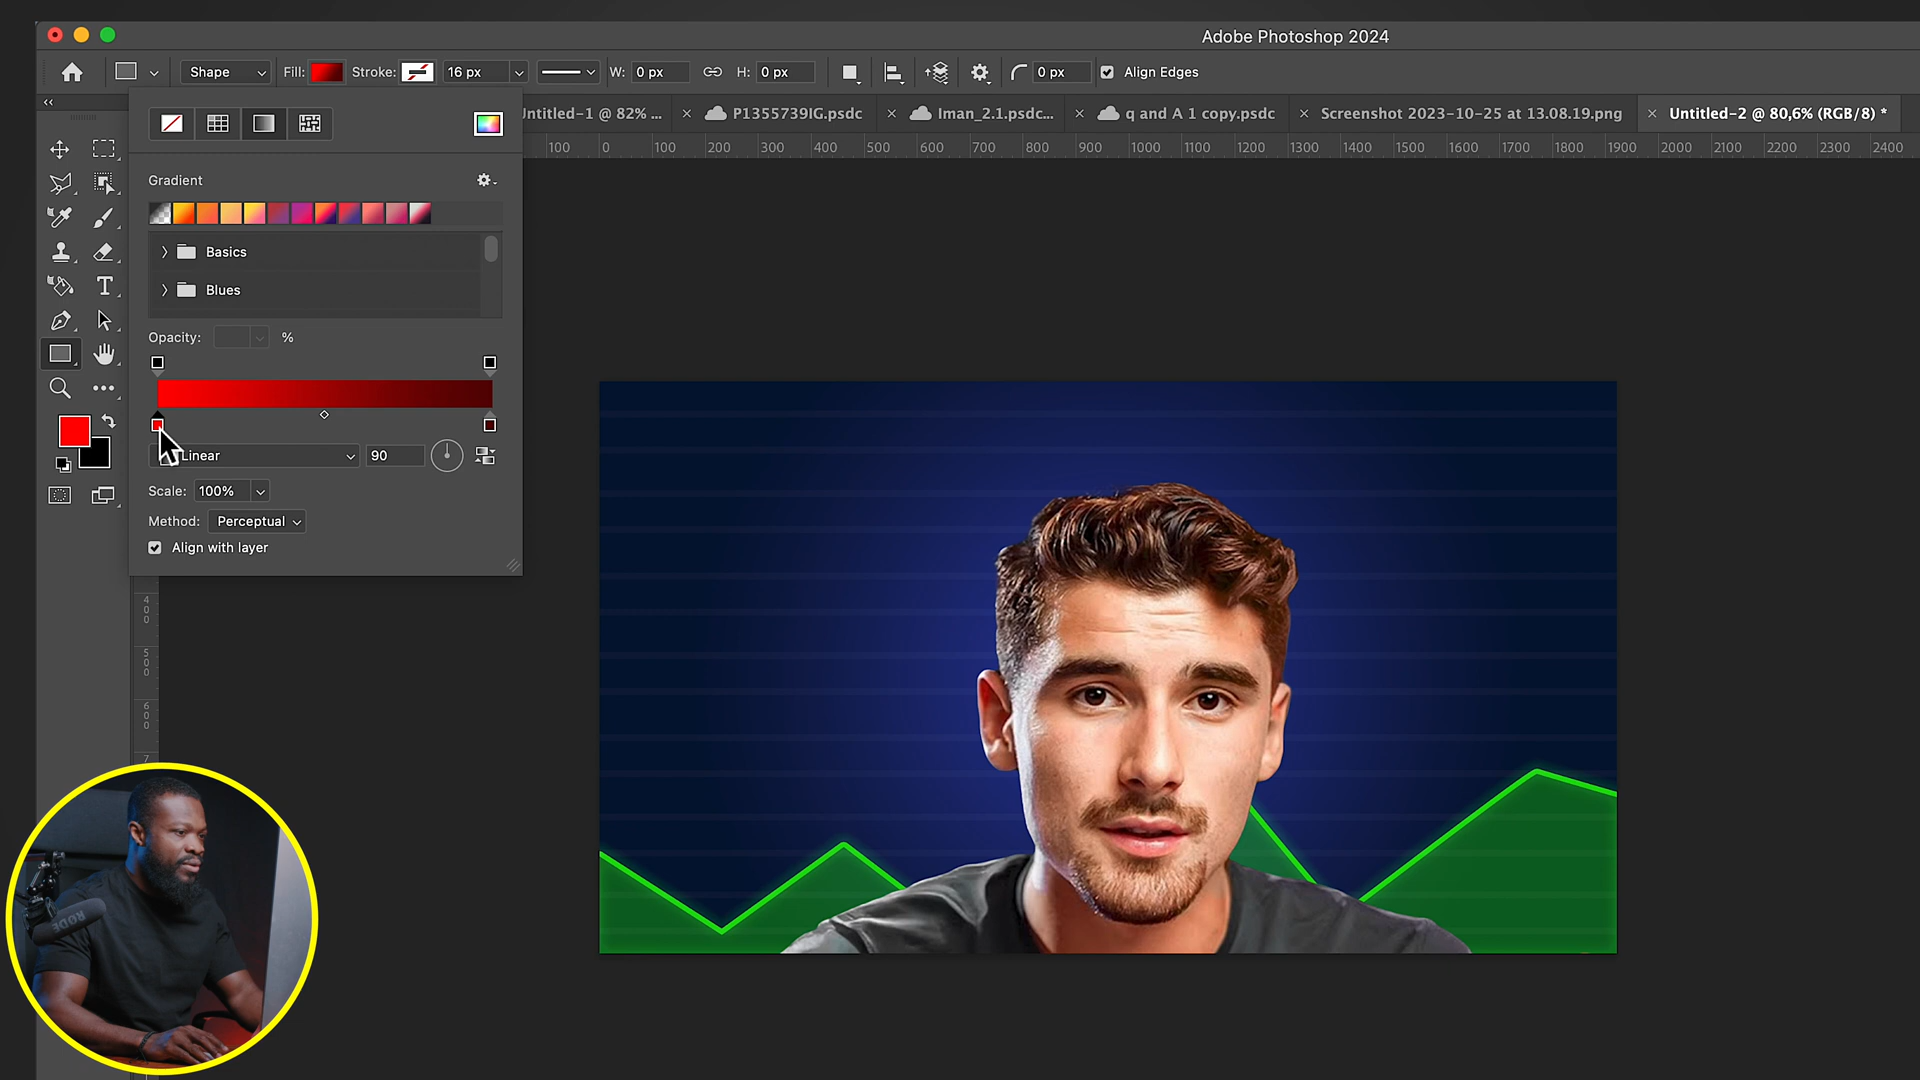 Adobe Photoshop 2024
Shape Fill: Stroke: 16 px W: 0 px H: 0 px 0 px Align Edges
Untitled-1 @ 82% ... P1355739IG.psdc Iman_2.1.psdc... q and A 1 copy.psdc Screenshot 2023-10-25 at 13.08.19.png Untitled-2 @ 80,6% (RGB/8) *
100 0 100 200 300 400 500 600 700 800 900 1000 1100 1200 1300 1400 1500 1600 1700 1800 1900 2000 2100 2200 2300 2400
Gradient
Basics
Blues
Opacity: %
Linear 90
Scale: 100%
Method: Perceptual
Align with layer
400
500
600
7
RØDE